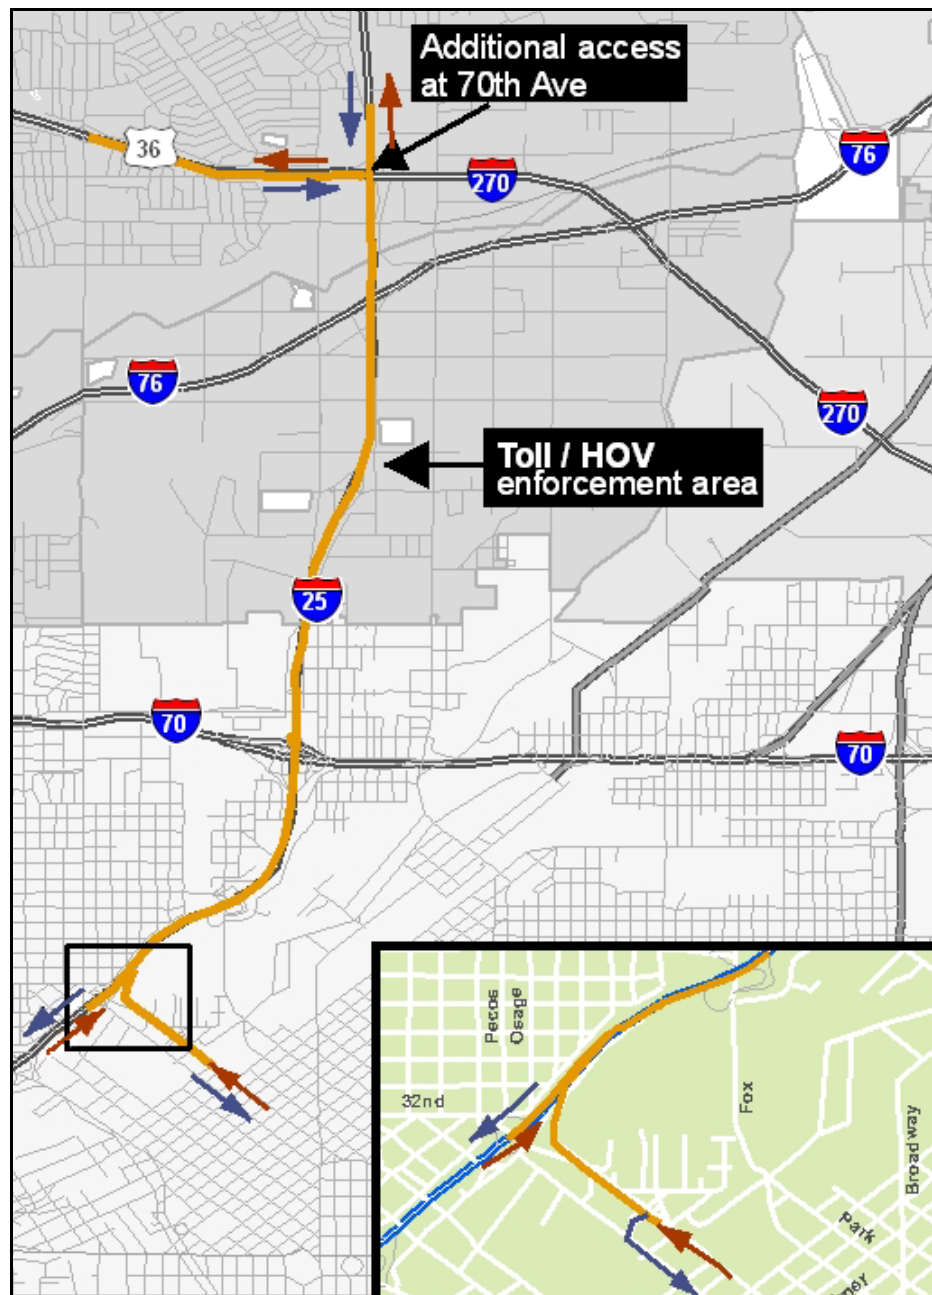 Additional access
at 70th Ave
36
76
270
76
270
Toll / HOV
enforcement area
25
70
70
Pecos
Osage
32nd
Fox
Broadway
Park